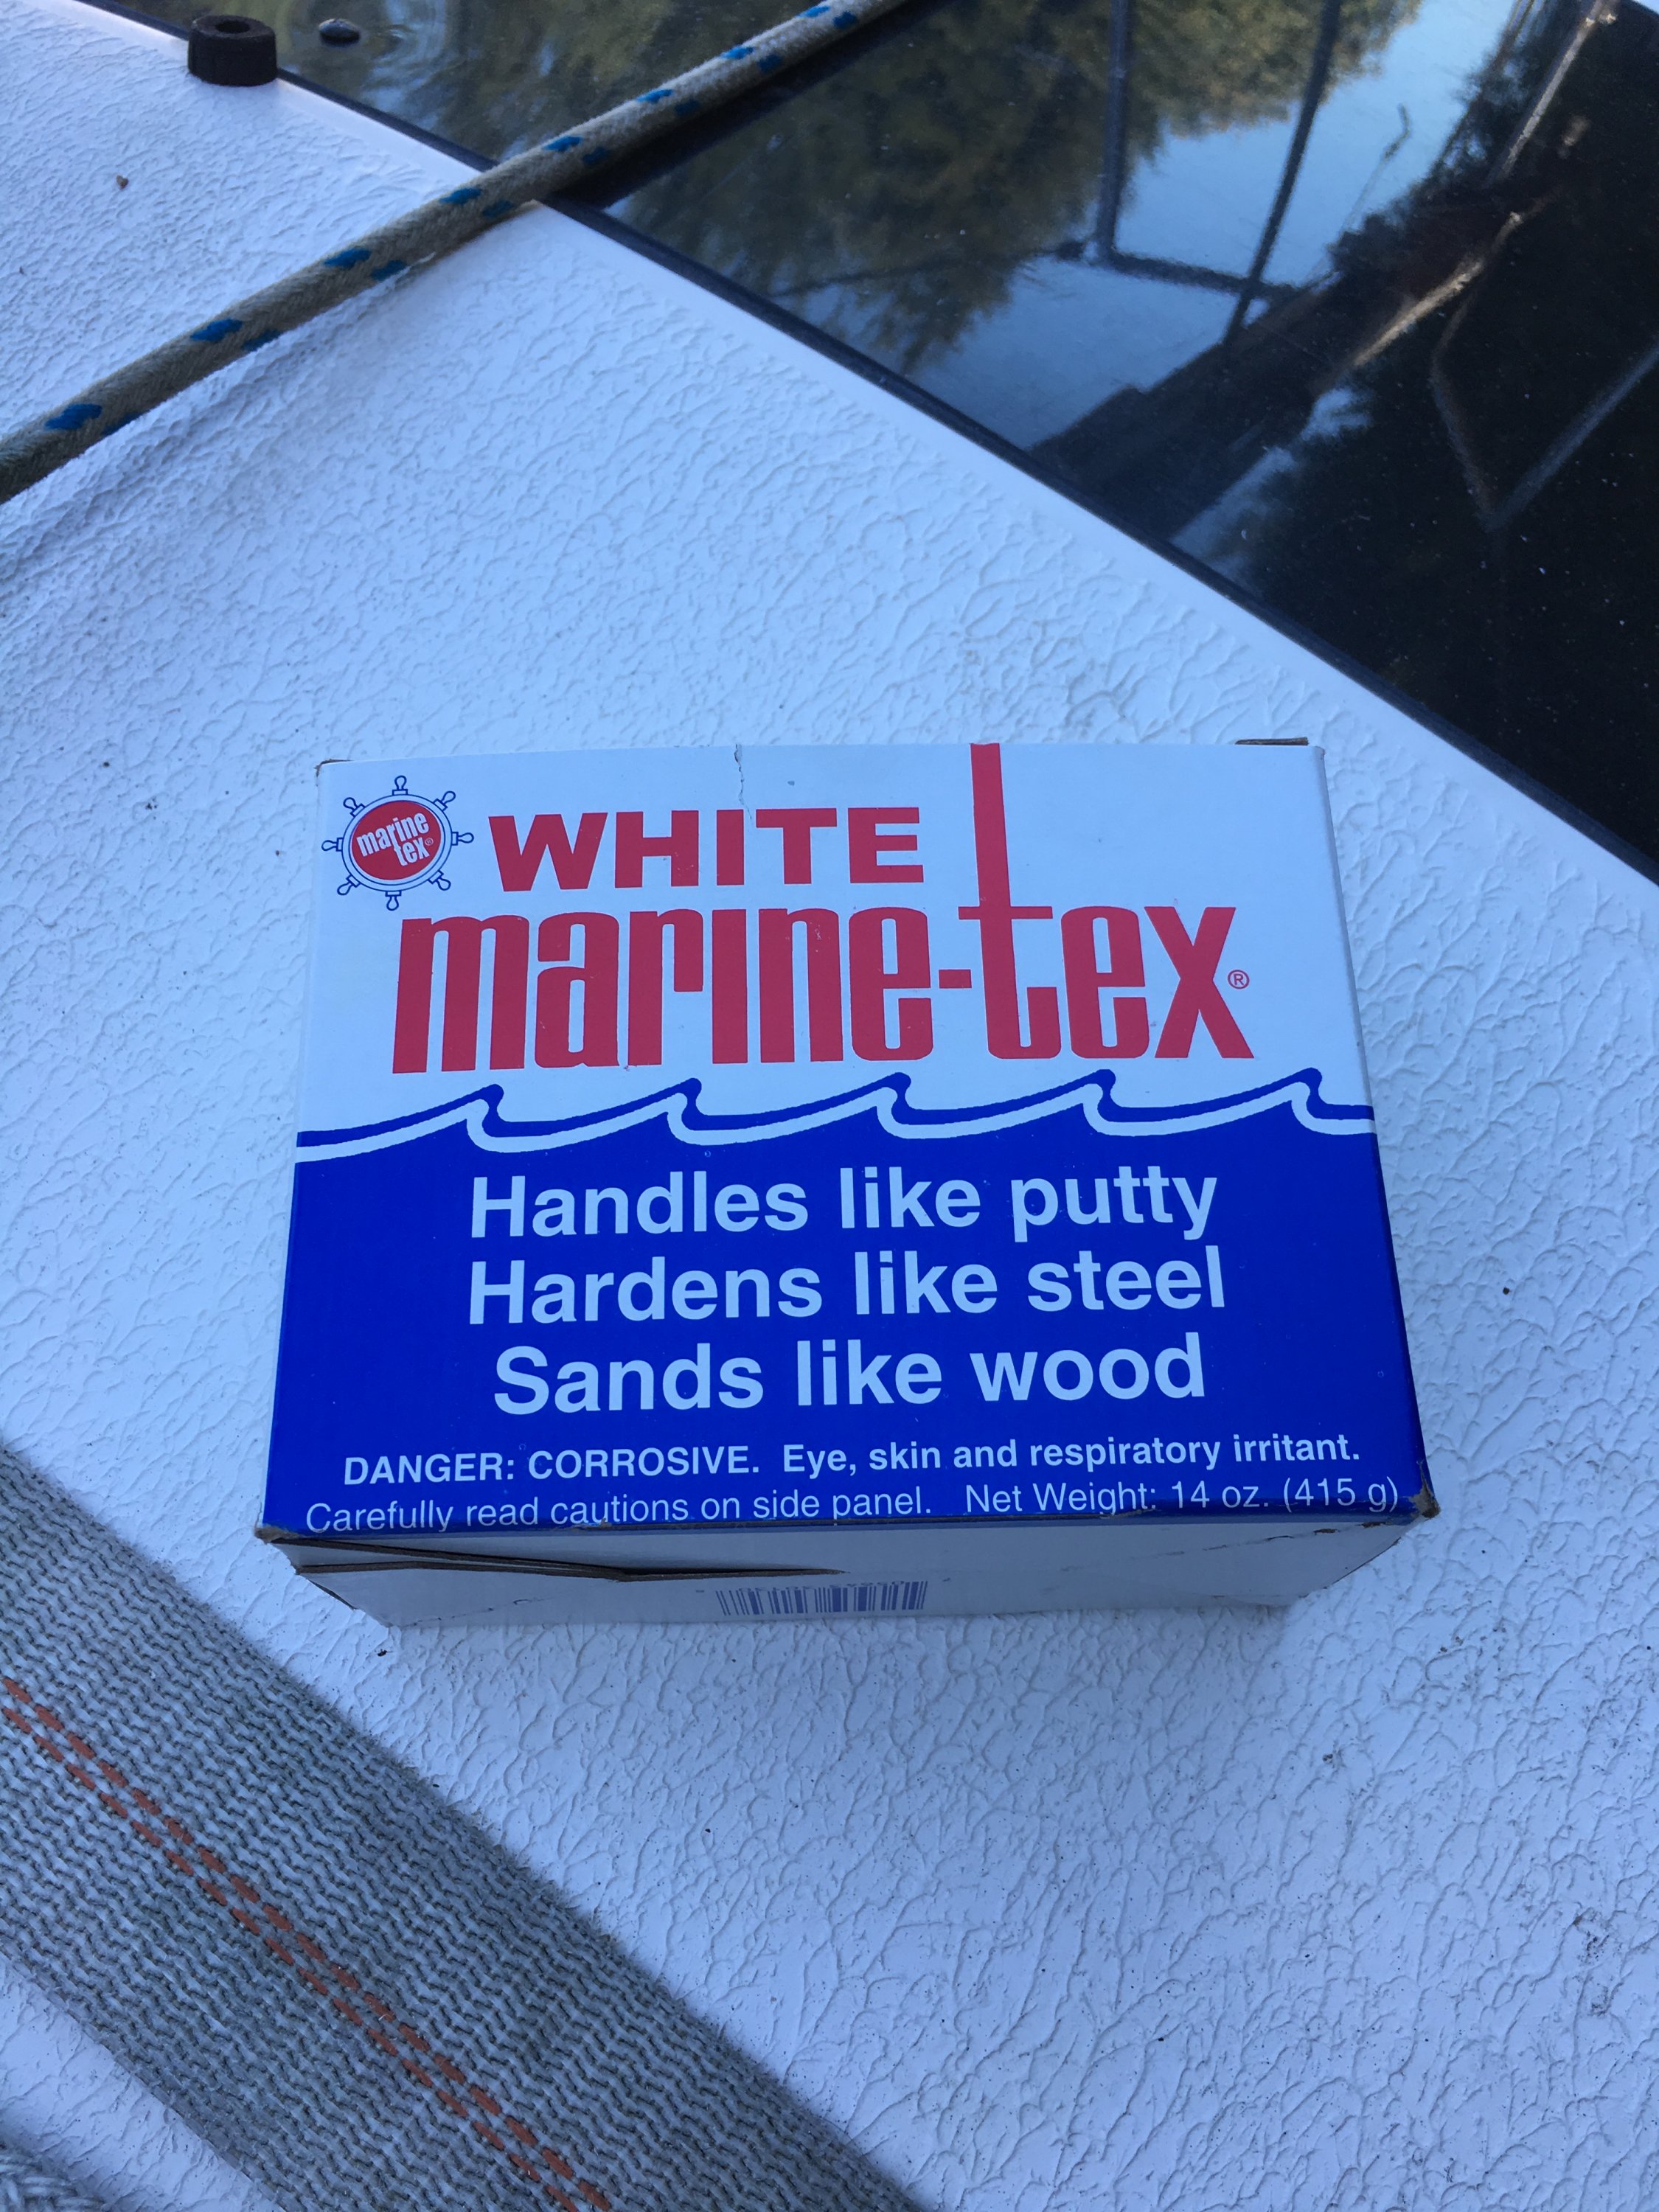 marine
tex®
WHITE
marine-tex®
Handles like putty
Hardens like steel
Sands like wood
DANGER: CORROSIVE. Eye, skin and respiratory irritant.
Carefully read cautions on side panel. Net Weight: 14 oz. (415 g)